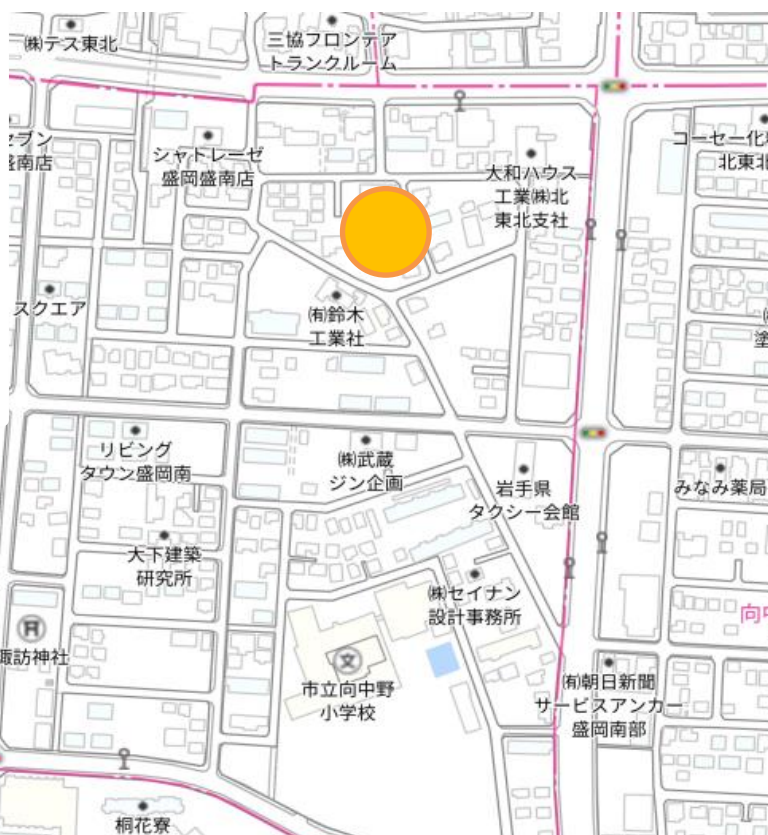 ㈱テス東北
三協フロンテア
トランクルーム
シャトレーゼ
盛岡盛南店
大和ハウス
工業㈱北
東北支社
コーセー化
北東北
スクエア
㈲鈴木
工業社
リビング
タウン盛岡南
㈱武蔵
ジン企画
岩手県
タクシー会館
みなみ薬局
大下建築
研究所
㈱セイナン
設計事務所
諏訪神社
文
市立向中野
小学校
㈲朝日新聞
サービスアンカー
盛岡南部
桐花寮